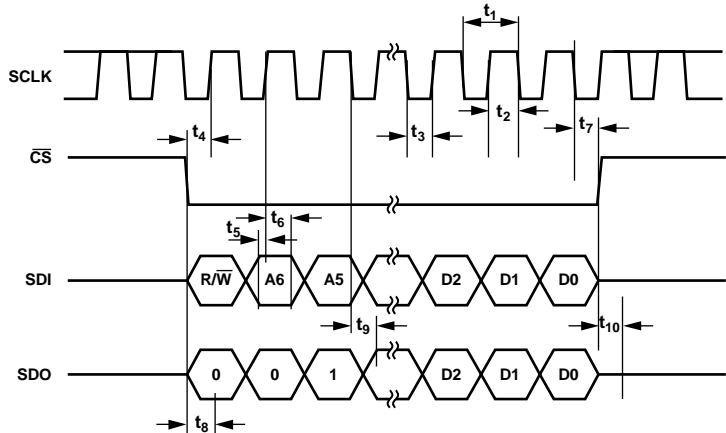 t1
SCLK
t4
t3
t2
t7
CS
t6
t5
SDI
R/W
A6
A5
D2
D1
D0
t9
t10
SDO
0
0
1
D2
D1
D0
t8